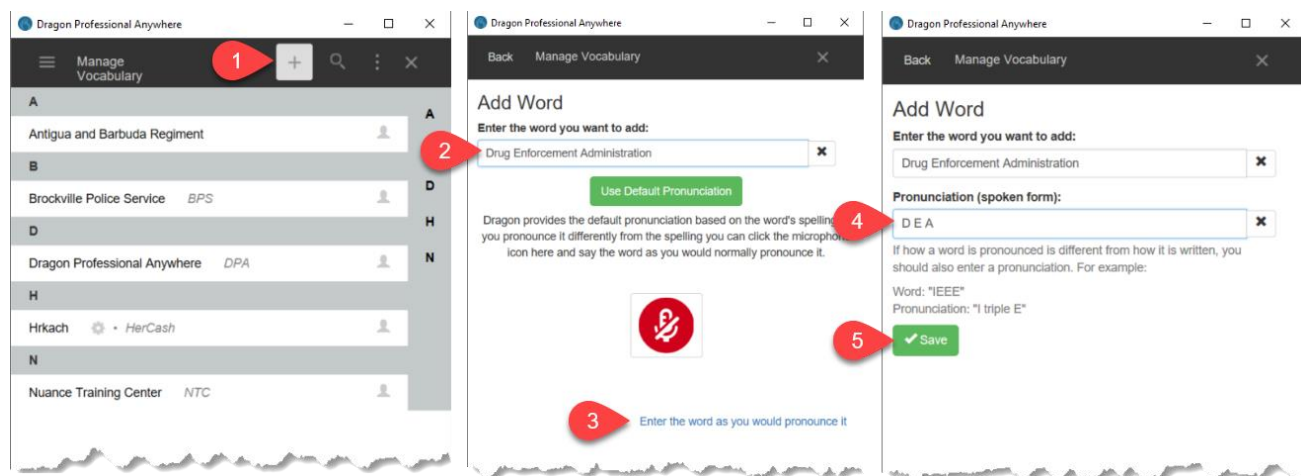 Dragon Professional Anywhere
Manage
Vocabulary
1
A
Antigua and Barbuda Regiment
B
Brockville Police Service BPS
D
Dragon Professional Anywhere DPA
H
Hrkach • HerCash
N
Nuance Training Center NTC
A
D
H
N
Dragon Professional Anywhere
Back Manage Vocabulary
Add Word
Enter the word you want to add:
2 Drug Enforcement Administration
Use Default Pronunciation
Dragon provides the default pronunciation based on the word's spelling
you pronounce it differently from the spelling you can click the
icon here and say the word as you would normally pronounce it.
3 Enter the word as you would pronounce it
Dragon Professional Anywhere
Back Manage Vocabulary
Add Word
Enter the word you want to add:
Drug Enforcement Administration
Pronunciation (spoken form):
4 D E A
If how a word is pronounced is different from how it is written, you
should also enter a pronunciation. For example:
Word: "IEEE"
Pronunciation: "I triple E"
5 Save